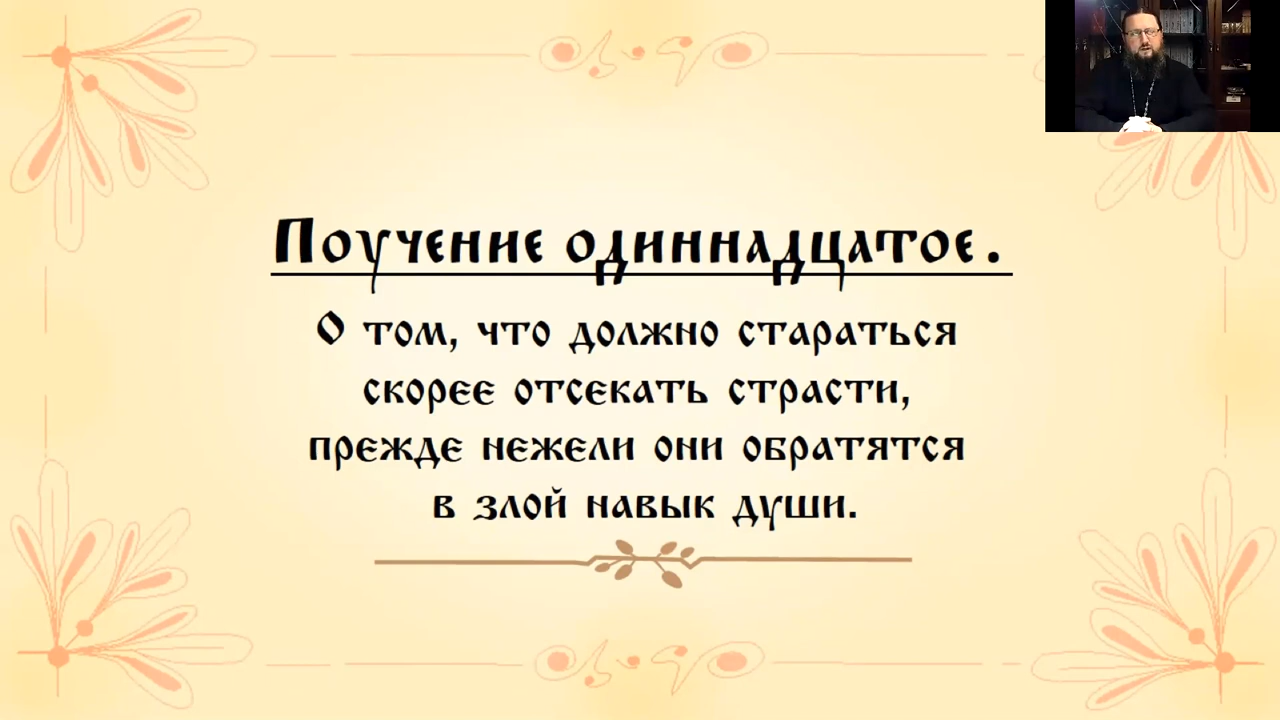 Поучение одиннадцатое.
О том, что должно стараться
скорее отсекать страсти,
прежде нежели они обратятся
в злой навык души.